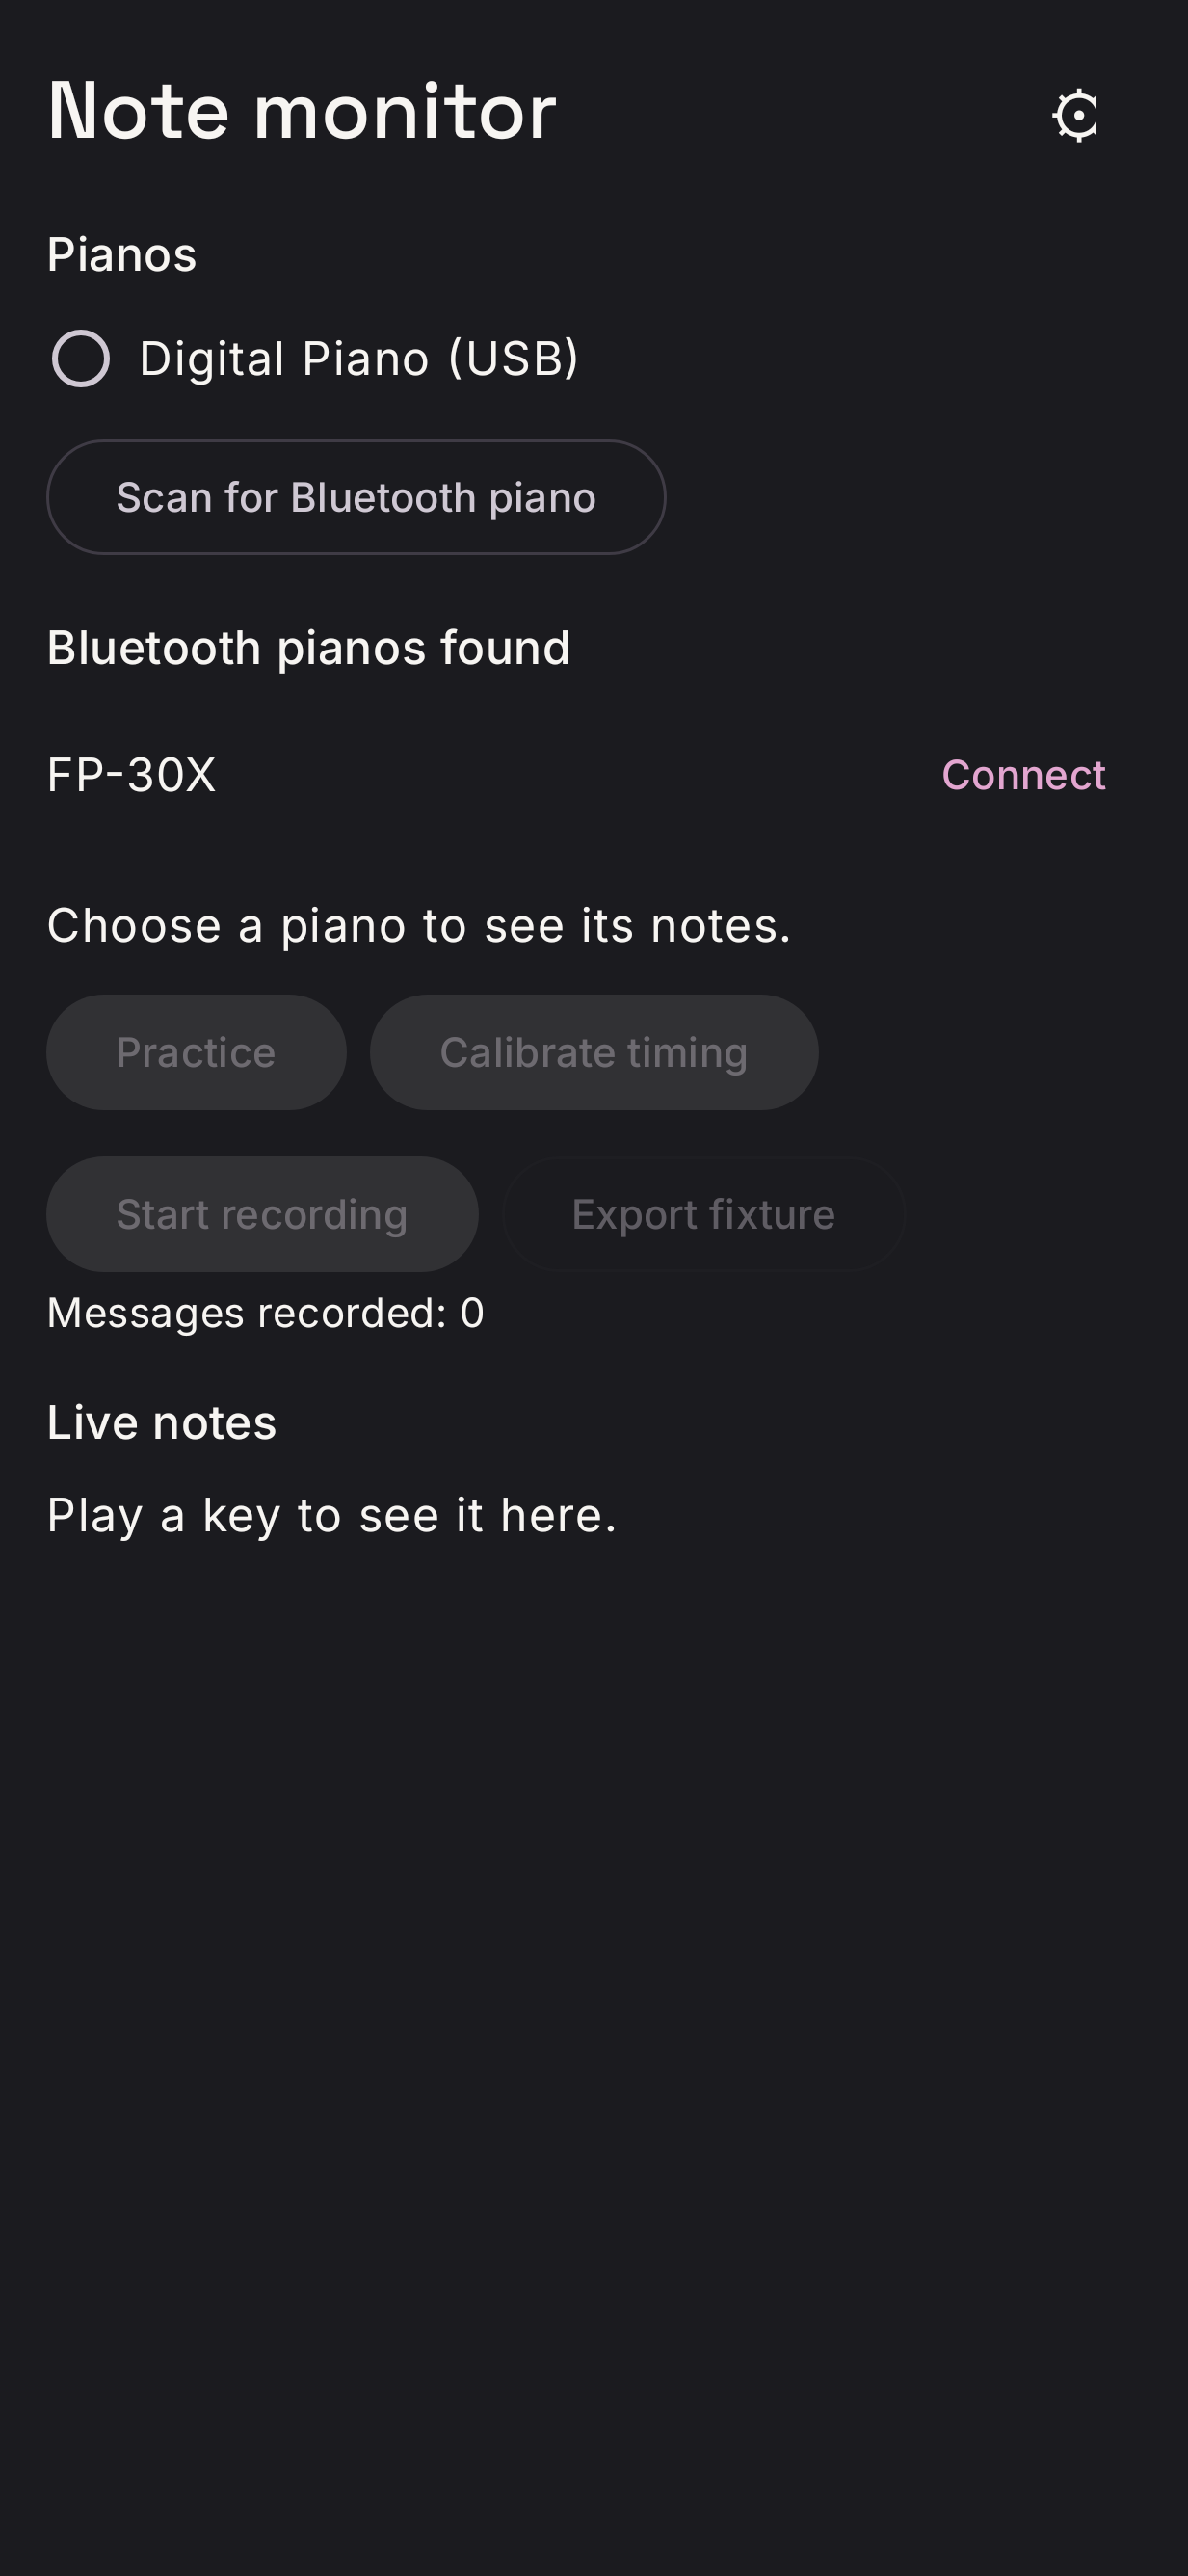 Note monitor
Pianos
Digital Piano (USB)
Scan for Bluetooth piano
Bluetooth pianos found
FP-30X
Connect
Choose a piano to see its notes.
Practice
Calibrate timing
Start recording
Export fixture
Messages recorded: 0
Live notes
Play a key to see it here.